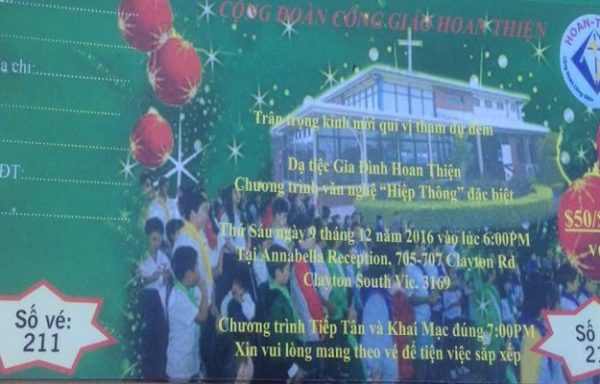 CỘNG ĐOÀN CÔNG GIÁO HOAN THIỆN
HOAN-T
a chỉ:
ĐT:
Trân trọng kính mời quí vị tham dự đêm
Dạ tiệc Gia Đình Hoan Thiện
Chương trình văn nghệ "Hiệp Thông" đặc biệt
Thứ Sáu ngày 9 tháng 12 năm 2016 vào lúc 6:00PM
Tại Annabella Reception, 705-707 Clayton Rd
Clayton South Vic. 3169
Chương trình Tiếp Tân và Khai Mạc đúng 7:00PM
Xin vui lòng mang theo vé để tiện việc sắp xếp
$50/
Số vé:
211
Số
21